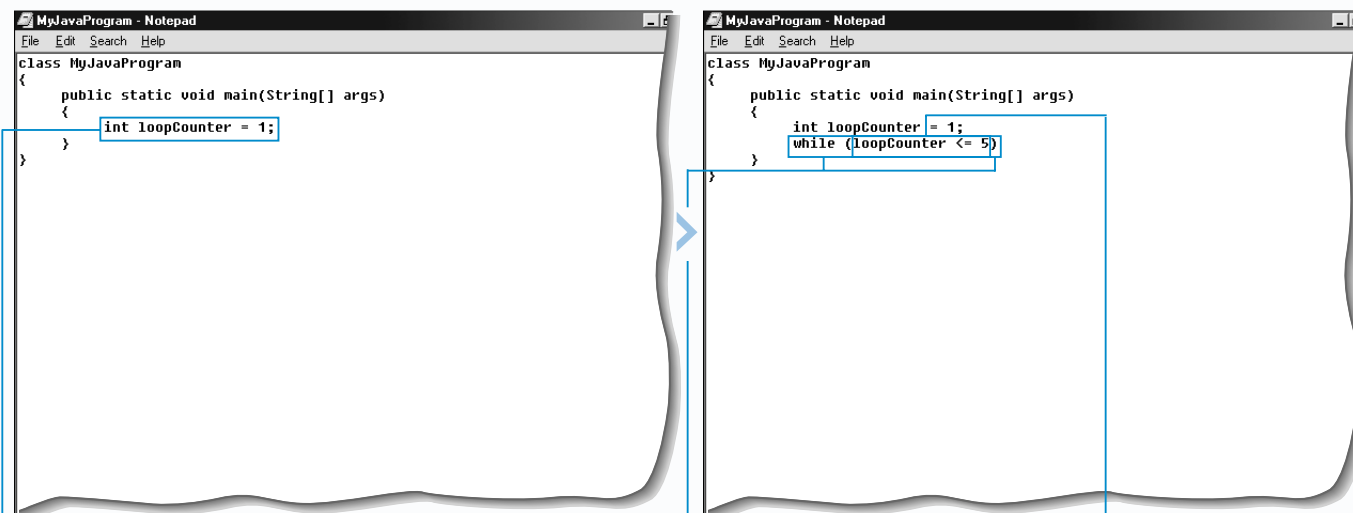 MyJavaProgram - Notepad
File Edit Search Help
class MyJavaProgram
{
public static void main(String[] args)
{
int loopCounter = 1;
}
}
MyJavaProgram - Notepad
File Edit Search Help
class MyJavaProgram
{
public static void main(String[] args)
{
int loopCounter = 1;
while (loopCounter <= 5)
}
}